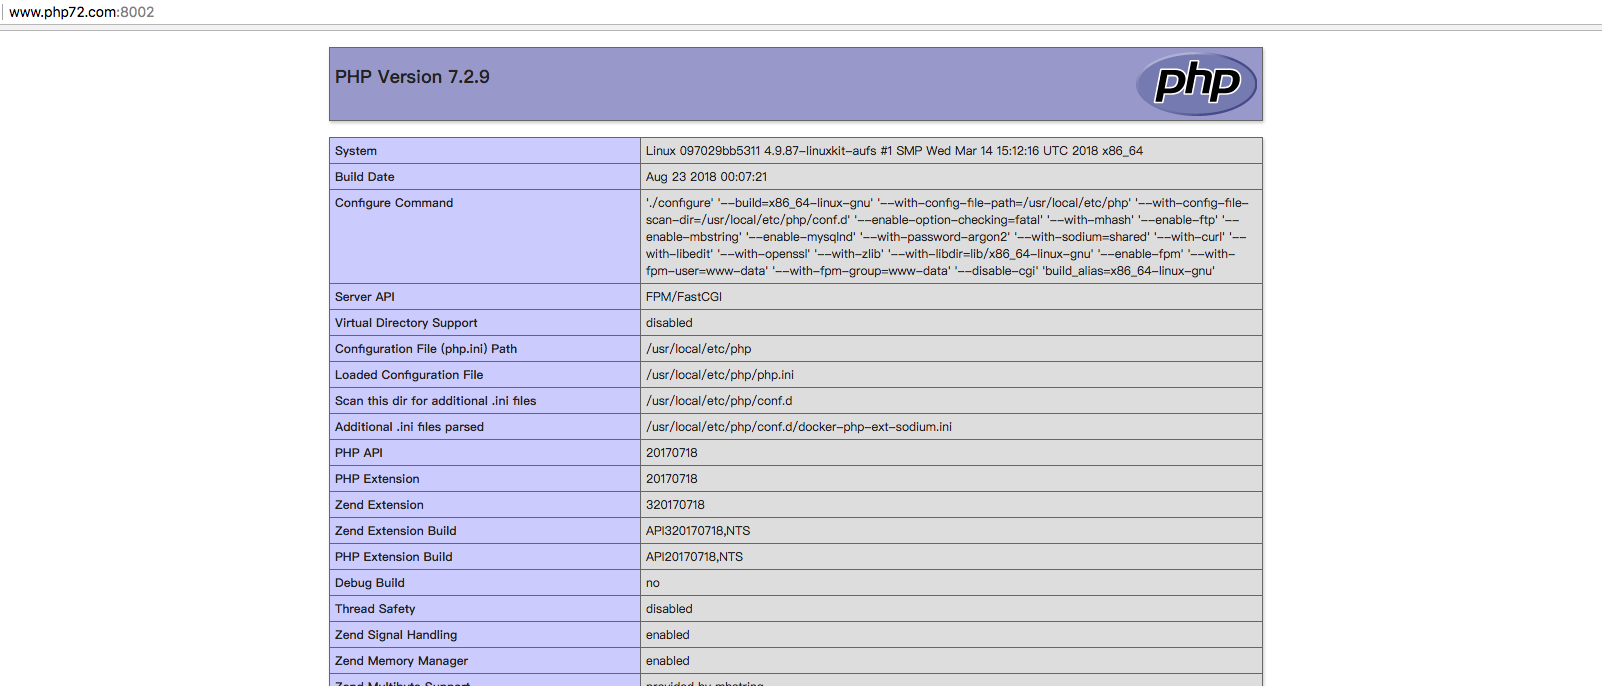 www.php72.com:8002
PHP Version 7.2.9
php
System Linux 097029bb5311 4.9.87-linuxkit-aufs #1 SMP Wed Mar 14 15:12:16 UTC 2018 x86_64
Build Date Aug 23 2018 00:07:21
Configure Command './configure' '--build=x86_64-linux-gnu' '--with-config-file-path=/usr/local/etc/php' '--with-config-file-
scan-dir=/usr/local/etc/php/conf.d' '--enable-option-checking=fatal' '--with-mhash' '--enable-ftp' '--
enable-mbstring' '--enable-mysqlnd' '--with-password-argon2' '--with-sodium=shared' '--with-curl' '--
with-libedit' '--with-openssl' '--with-zlib' '--with-libdir=lib/x86_64-linux-gnu' '--enable-fpm' '--with-
fpm-user=www-data' '--with-fpm-group=www-data' '--disable-cgi' 'build_alias=x86_64-linux-gnu'
Server API FPM/FastCGI
Virtual Directory Support disabled
Configuration File (php.ini) Path /usr/local/etc/php
Loaded Configuration File /usr/local/etc/php/php.ini
Scan this dir for additional .ini files /usr/local/etc/php/conf.d
Additional .ini files parsed /usr/local/etc/php/conf.d/docker-php-ext-sodium.ini
PHP API 20170718
PHP Extension 20170718
Zend Extension 320170718
Zend Extension Build API320170718,NTS
PHP Extension Build API20170718,NTS
Debug Build no
Thread Safety disabled
Zend Signal Handling enabled
Zend Memory Manager enabled
Zend Multibyte Support provided by mbstring